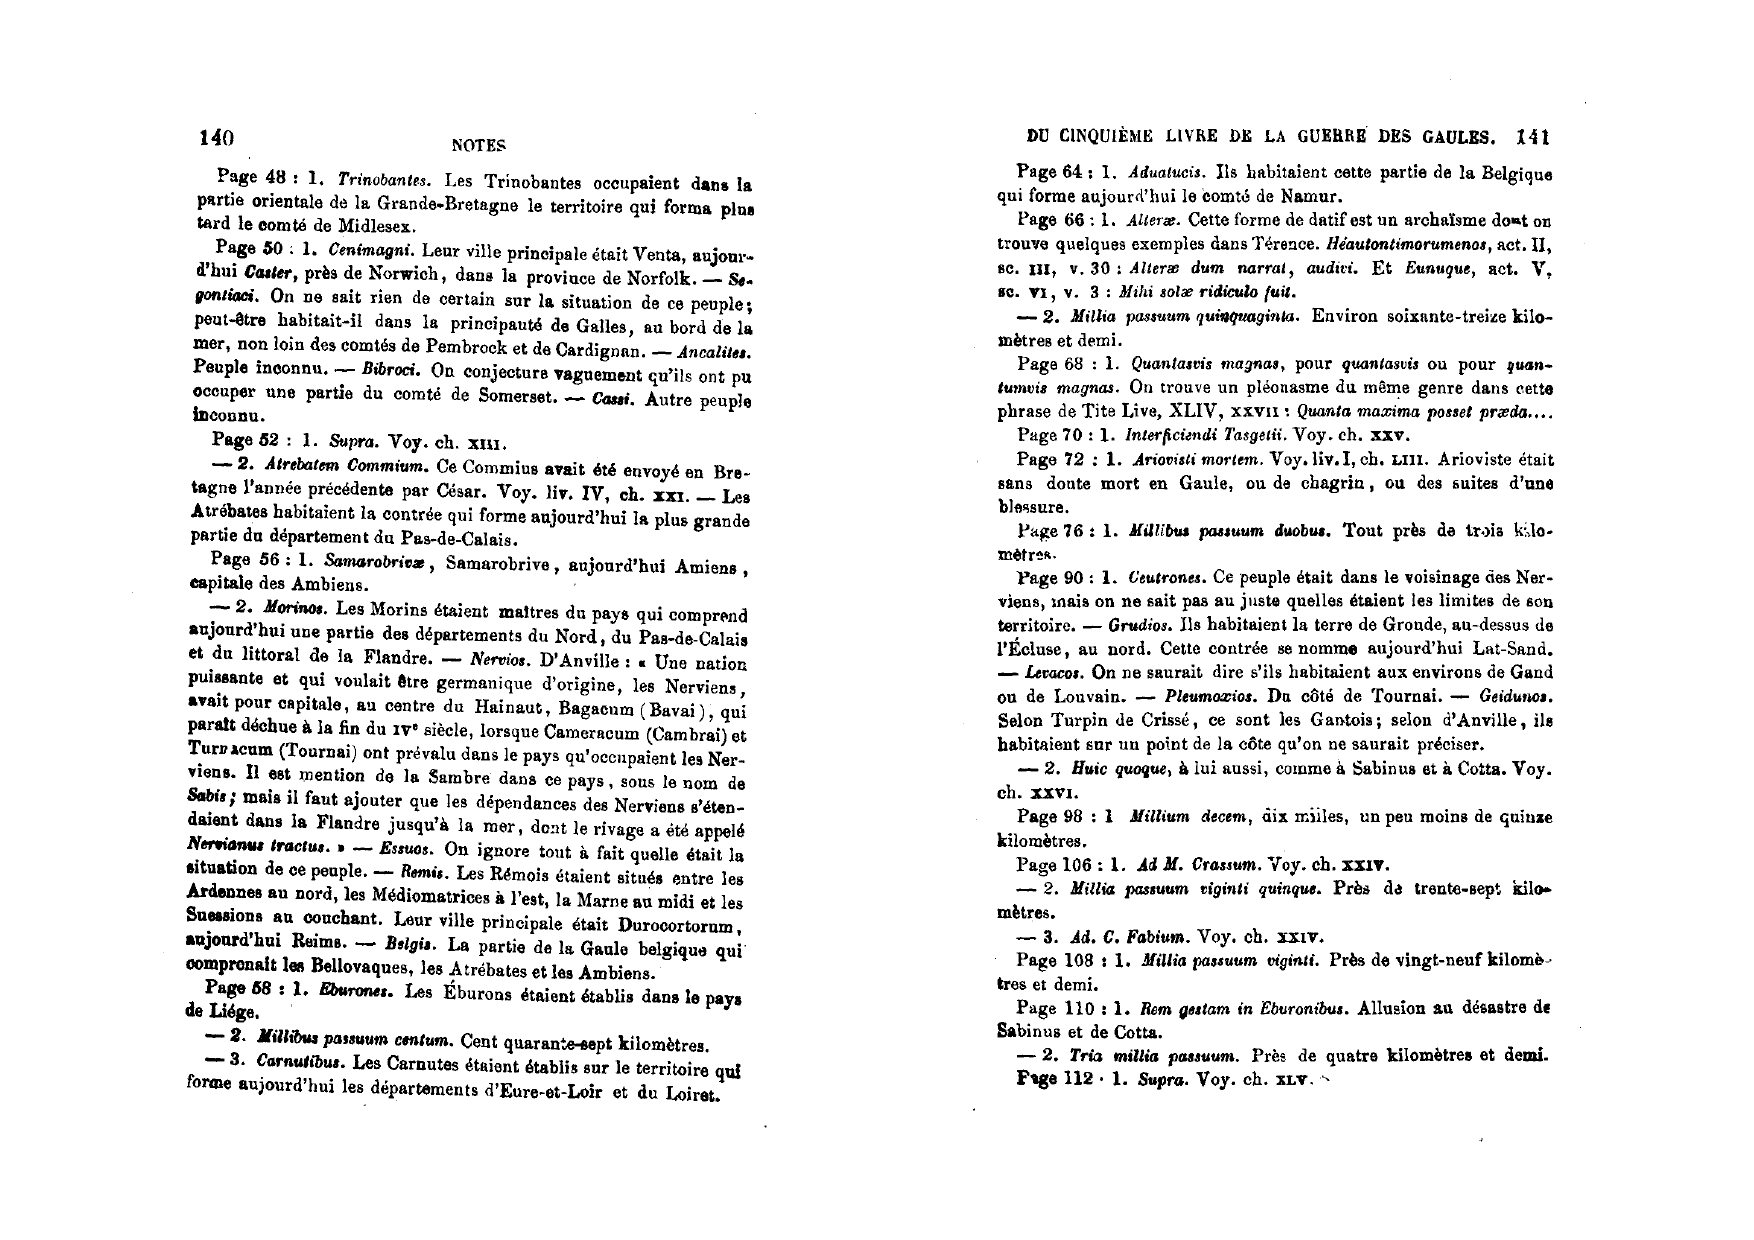 140
NOTES
Page 48 : 1. Trinobantes. Les Trinobantes occupaient dans la
partie orientale de la Grande-Bretagne le territoire qui forma plus
tard le comté de Midlesex.
Page 50 : 1. Cenimagni. Leur ville principale était Venta, aujour-
d'hui Caster, près de Norwich, dans la province de Norfolk. — Se-
gontiaci. On ne sait rien de certain sur la situation de ce peuple;
peut-être habitait-il dans la principauté de Galles, au bord de la
mer, non loin des comtés de Pembrock et de Cardignan. — Ancalites.
Peuple inconnu. — Bibroci. On conjecture vaguement qu'ils ont pu
occuper une partie du comté de Somerset. — Cassi. Autre peuple
inconnu.
Page 52 : 1. Supra. Voy. ch. XIII.
— 2. Atrebatem Commium. Ce Commius avait été envoyé en Bre-
tagne l'année précédente par César. Voy. liv. IV, ch. XXI. — Les
Atrébates habitaient la contrée qui forme aujourd'hui la plus grande
partie du département du Pas-de-Calais.
Page 56 : 1. Samarobrivæ, Samarobrive, aujourd'hui Amiens,
capitale des Ambiens.
— 2. Morinos. Les Morins étaient maîtres du pays qui comprend
aujourd'hui une partie des départements du Nord, du Pas-de-Calais
et du littoral de la Flandre. — Nervios. D'Anville : « Une nation
puissante et qui voulait être germanique d'origine, les Nerviens,
avait pour capitale, au centre du Hainaut, Bagacum (Bavai), qui
paraît déchue à la fin du IVe siècle, lorsque Cameracum (Cambrai) et
Turnacum (Tournai) ont prévalu dans le pays qu'occupaient les Ner-
viens. Il est mention de la Sambre dans ce pays, sous le nom de
Sabis; mais il faut ajouter que les dépendances des Nerviens s'éten-
daient dans la Flandre jusqu'à la mer, dont le rivage a été appelé
Nervianus tractus. » — Essuos. On ignore tout à fait quelle était la
situation de ce peuple. — Remis. Les Rémois étaient situés entre les
Ardennes au nord, les Médiomatrices à l'est, la Marne au midi et les
Suessions au couchant. Leur ville principale était Durocortorum,
aujourd'hui Reims. — Belgis. La partie de la Gaule belgique qui
comprenait les Bellovaques, les Atrébates et les Ambiens.
Page 58 : 1. Eburones. Les Éburons étaient établis dans le pays
de Liége.
— 2. Millibus passuum centum. Cent quarante-sept kilomètres.
— 3. Carnutibus. Les Carnutes étaient établis sur le territoire qui
forme aujourd'hui les départements d'Eure-et-Loir et du Loiret.
DU CINQUIÈME LIVRE DE LA GUERRE DES GAULES. 141
Page 64 : 1. Aduatucis. Ils habitaient cette partie de la Belgique
qui forme aujourd'hui le comté de Namur.
Page 66 : 1. Alteræ. Cette forme de datif est un archaïsme dont on
trouve quelques exemples dans Térence. Héautontimorumenos, act. II,
sc. III, v. 30 : Alteræ dum narrat, audivi. Et Eunuque, act. V,
sc. VI, v. 3 : Mihi solæ ridiculo fuit.
— 2. Millia passuum quinquaginta. Environ soixante-treize kilo-
mètres et demi.
Page 68 : 1. Quantasvis magnas, pour quantasvis ou pour quan-
tumvis magnas. On trouve un pléonasme du même genre dans cette
phrase de Tite Live, XLIV, XXVII : Quanta maxima posset præda....
Page 70 : 1. Interficiendi Tasgetii. Voy. ch. XXV.
Page 72 : 1. Ariovisti mortem. Voy. liv. I, ch. LIII. Arioviste était
sans doute mort en Gaule, ou de chagrin, ou des suites d'une
blessure.
Page 76 : 1. Millibus passuum duobus. Tout près de trois kilo-
mètres.
Page 90 : 1. Ceutrones. Ce peuple était dans le voisinage des Ner-
viens, mais on ne sait pas au juste quelles étaient les limites de son
territoire. — Grudios. Ils habitaient la terre de Gronde, au-dessus de
l'Écluse, au nord. Cette contrée se nomme aujourd'hui Lat-Sand.
— Levacos. On ne saurait dire s'ils habitaient aux environs de Gand
ou de Louvain. — Pleumoxios. Du côté de Tournai. — Geidunos.
Selon Turpin de Crissé, ce sont les Gantois; selon d'Anville, ils
habitaient sur un point de la côte qu'on ne saurait préciser.
— 2. Huic quoque, à lui aussi, comme à Sabinus et à Cotta. Voy.
ch. XXVI.
Page 98 : 1 Millium decem, dix milles, un peu moins de quinze
kilomètres.
Page 106 : 1. Ad M. Crassum. Voy. ch. XXIV.
— 2. Millia passuum viginti quinque. Près de trente-sept kilo-
mètres.
— 3. Ad. C. Fabium. Voy. ch. XXIV.
Page 108 : 1. Millia passuum viginti. Près de vingt-neuf kilomè-
tres et demi.
Page 110 : 1. Rem gestam in Eburonibus. Allusion au désastre de
Sabinus et de Cotta.
— 2. Tria millia passuum. Près de quatre kilomètres et demi.
Page 112 · 1. Supra. Voy. ch. XLV.